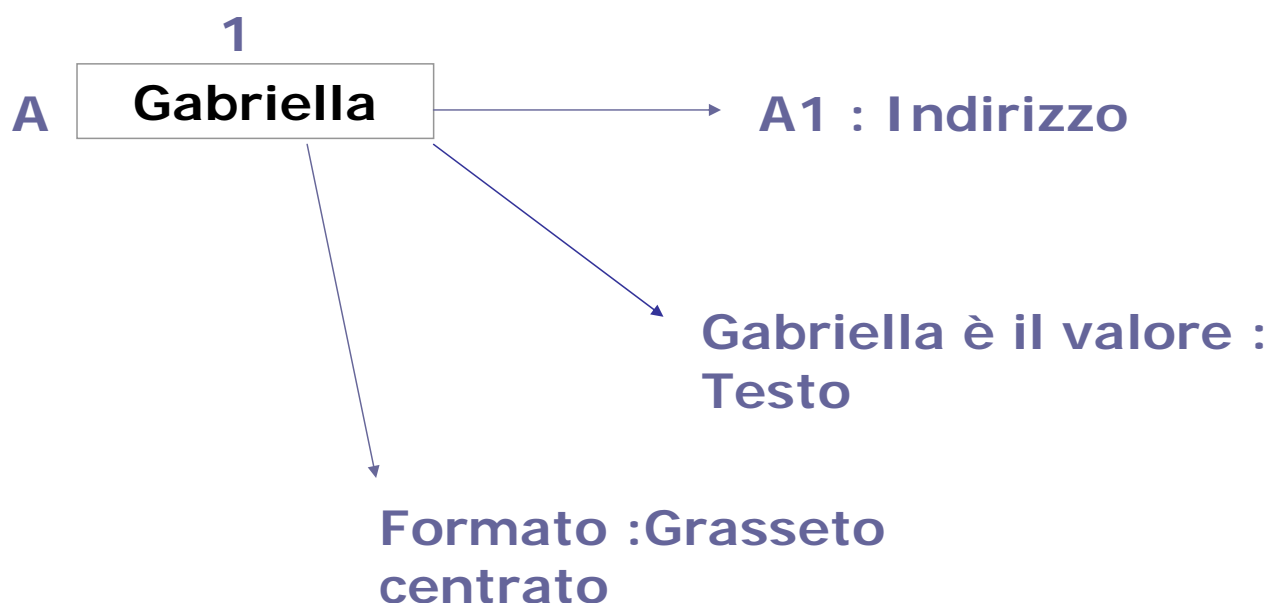 1
A
Gabriella
A1 : Indirizzo
Gabriella è il valore :
Testo
Formato :Grasseto
centrato